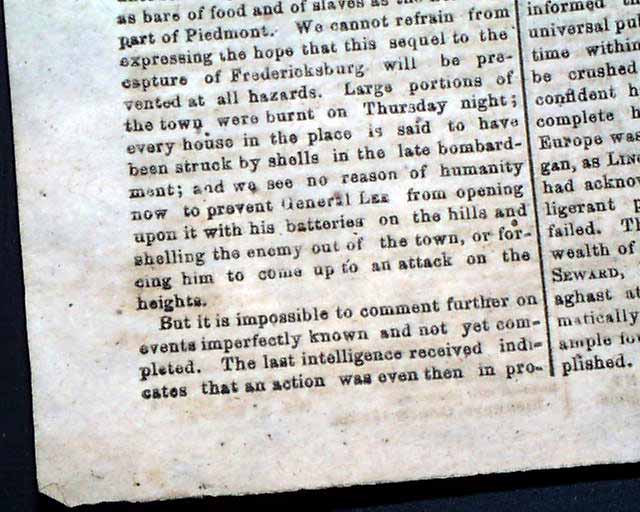 as bare of food and of slaves as the
part of Piedmont. We cannot refrain from
expressing the hope that this sequel to the
capture of Fredericksburg will be pre-
vented at all hazards. Large portions of
the town were burnt on Thursday night;
every house in the place is said to have
been struck by shells in the late bombard-
ment; and we see no reason of humanity
now to prevent General LEE from opening
upon it with his batteries on the hills and
shelling the enemy out of the town, or for-
cing him to come up to an attack on the
heights.
But it is impossible to comment further on
events imperfectly known and not yet com-
pleted. The last intelligence received indi-
cates that an action was even then in pro-
informed
universal pu
time within
be crushed
confident h
complete h
Europe was
gan, as LINC
had acknow
ligerant p
failed. Th
wealth of
SEWARD,
aghast at
matically
ample fo
plished.